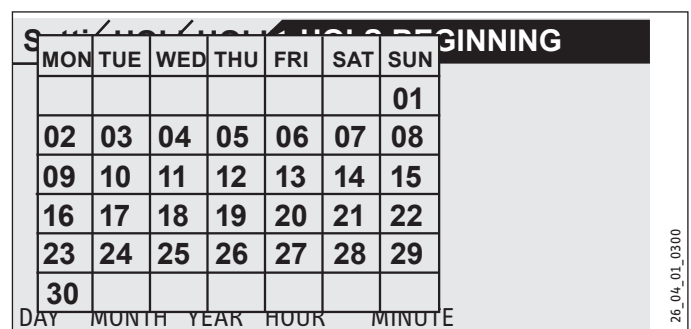 BEGINNING
MON TUE WED THU FRI SAT SUN
01
02 03 04 05 06 07 08
09 10 11 12 13 14 15
16 17 18 19 20 21 22
23 24 25 26 27 28 29
30
DAY MONTH YEAR HOUR MINUTE
26_04_01_0300